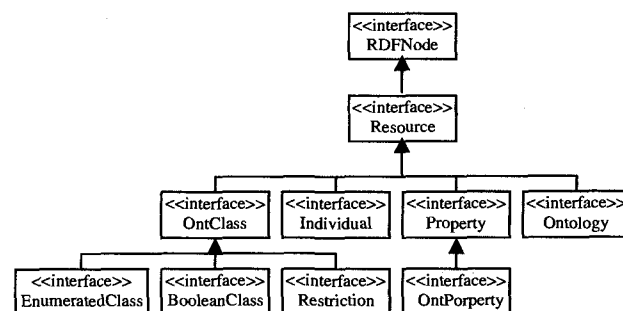 <<interface>>
RDFNode
<<interface>>
Resource
<<interface>>
OntClass
<<interface>>
Individual
<<interface>>
Property
<<interface>>
Ontology
<<interface>>
EnumeratedClass
<<interface>>
BooleanClass
<<interface>>
Restriction
<<interface>>
OntPorperty